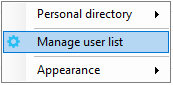 Personal directory
Manage user list
Appearance